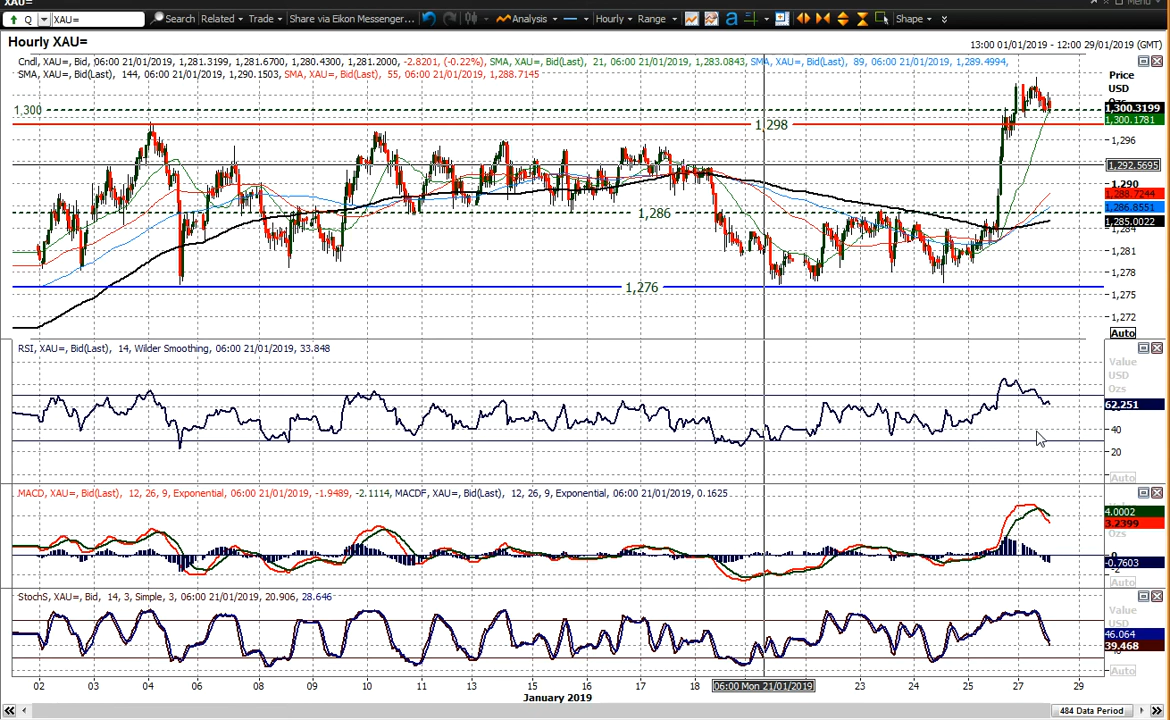 XAU=
Menu
Q XAU= Search Related Trade Share via Eikon Messenger... Analysis Hourly Range a Shape
Hourly XAU=
13:00 01/01/2019 - 12:00 29/01/2019 (GMT)
Cndl, XAU=, Bid, 06:00 21/01/2019, 1,281.3199, 1,281.6700, 1,280.4300, 1,281.2000, -2.8201, (-0.22%), SMA, XAU=, Bid(Last), 21, 06:00 21/01/2019, 1,283.0843, SMA, XAU=, Bid(Last), 89, 06:00 21/01/2019, 1,289.4994,
SMA, XAU=, Bid(Last), 144, 06:00 21/01/2019, 1,290.1503, SMA, XAU=, Bid(Last), 55, 06:00 21/01/2019, 1,288.7145
Price
USD
Ozs
1,300.3199
1,300
1,300.1781
1,298
1,296
1,292.5695
1,290
1,288.7244
1,286.8551
1,286
1,285.0022
1,284
1,281
1,278
1,276
1,275
1,272
Auto
RSI, XAU=, Bid(Last), 14, Wilder Smoothing, 06:00 21/01/2019, 33.848
Value
USD
Ozs
62.251
40
20
Auto
MACD, XAU=, Bid(Last), 12, 26, 9, Exponential, 06:00 21/01/2019, -1.9489, -2.1114, MACDF, XAU=, Bid(Last), 12, 26, 9, Exponential, 06:00 21/01/2019, 0.1625
4.0002
3.2399
Ozs
0
-0.7603
Auto
StochS, XAU=, Bid, 14, 3, Simple, 3, 06:00 21/01/2019, 20.906, 28.646
Value
USD
46.064
39.468
Auto
02 03 04 06 08 09 10 11 13 15 16 17 18 06:00 Mon 21/01/2019 23 24 25 27 29
January 2019
484 Data Period